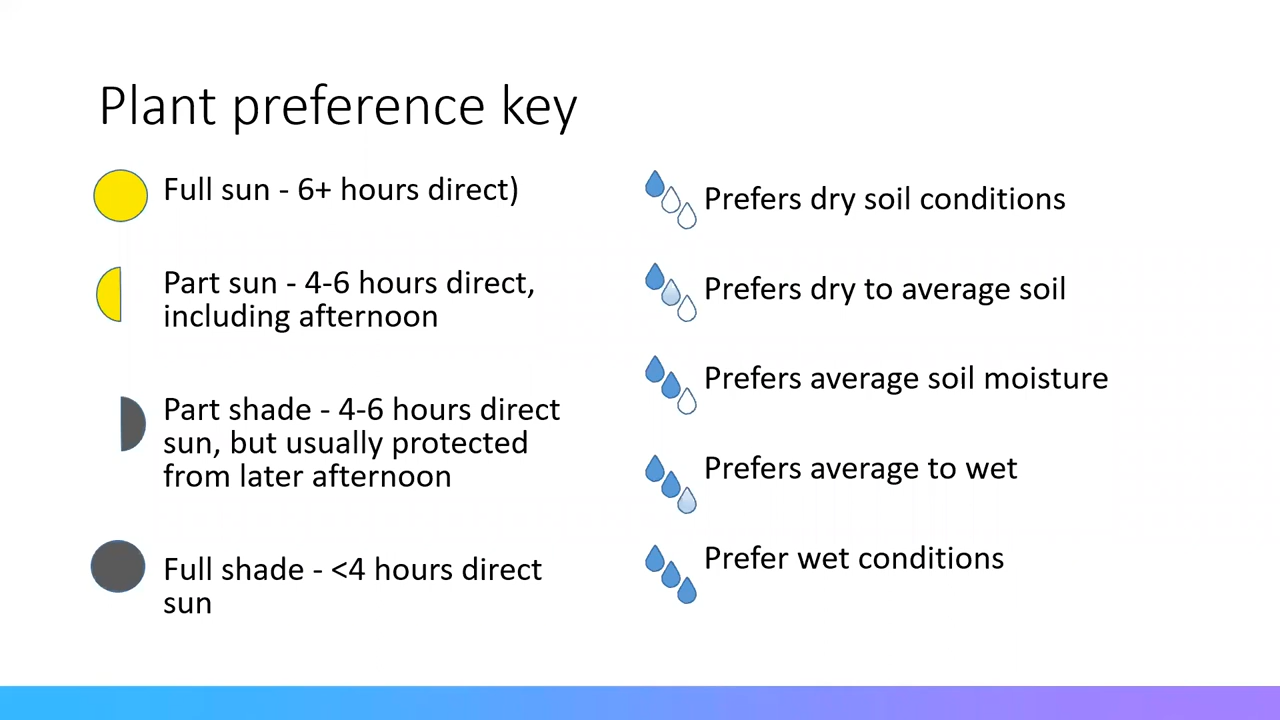 Plant preference key
Full sun - 6+ hours direct)
Part sun - 4-6 hours direct,
including afternoon
Part shade - 4-6 hours direct
sun, but usually protected
from later afternoon
Full shade - <4 hours direct
sun
Prefers dry soil conditions
Prefers dry to average soil
Prefers average soil moisture
Prefers average to wet
Prefer wet conditions